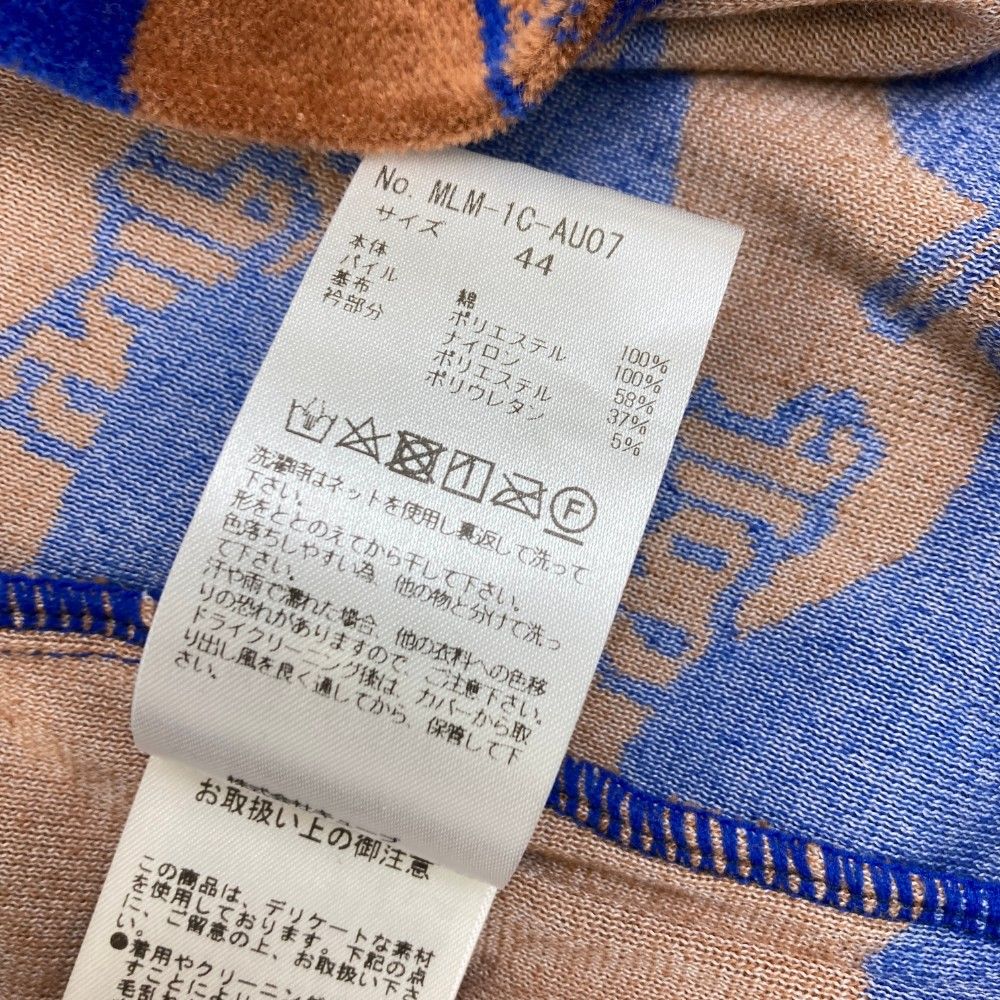 No. MLM-1C-AU07
サイズ 44
本体
パイル 綿 100%
基布 ポリエステル 100%
衿部分 ナイロン 58%
ポリエステル 37%
ポリウレタン 5%
F
洗濯時はネットを使用し裏返して洗って
下さい。
形をととのえてから干して下さい。
色落ちしやすい為、他の物と分けて洗っ
て下さい。
汗や雨で濡れた場合、他の衣料への色移
りの恐れがありますので、ご注意下さい。
ドライクリーニング後は、カバーから取
り出し風を良く通してから、保管して下
さい。
お取扱い上の御注意
この商品は、デリケートな素材
を使用しております。下記の点
に、ご留意の上、お取扱い下さ
い。
●着用やクリーニング
すことにより
毛乱れ